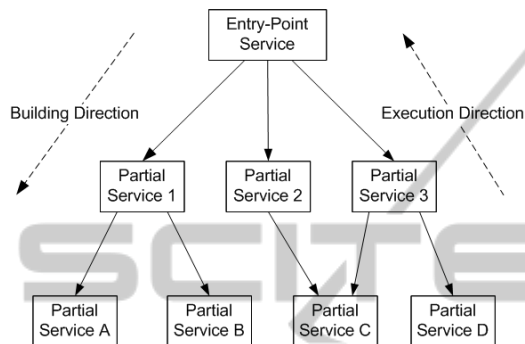 Entry-Point
Service
Building Direction
Execution Direction
Partial
Service 1
Partial
Service 2
Partial
Service 3
SCITE
Partial
Service A
Partial
Service B
Partial
Service C
Partial
Service D